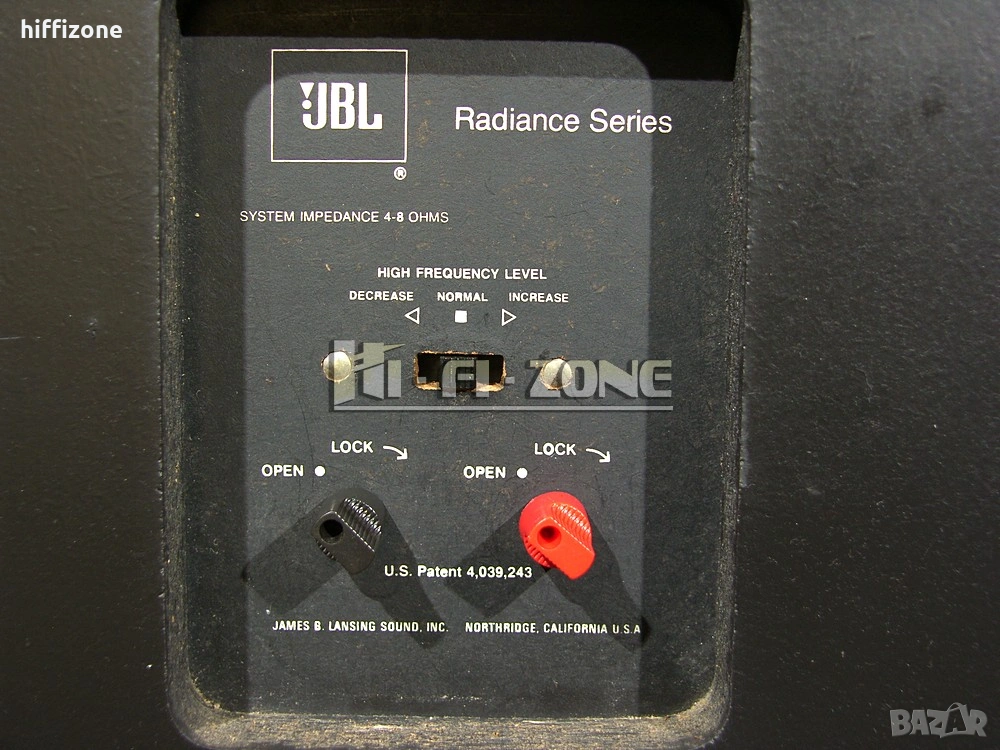 hiffizone
JBL
®
Radiance Series
SYSTEM IMPEDANCE 4-8 OHMS
HIGH FREQUENCY LEVEL
DECREASE NORMAL INCREASE
HI-FI-ZONE
LOCK LOCK
OPEN OPEN
U.S. Patent 4,039,243
JAMES B. LANSING SOUND, INC. NORTHRIDGE, CALIFORNIA U.S.A
BAZAR